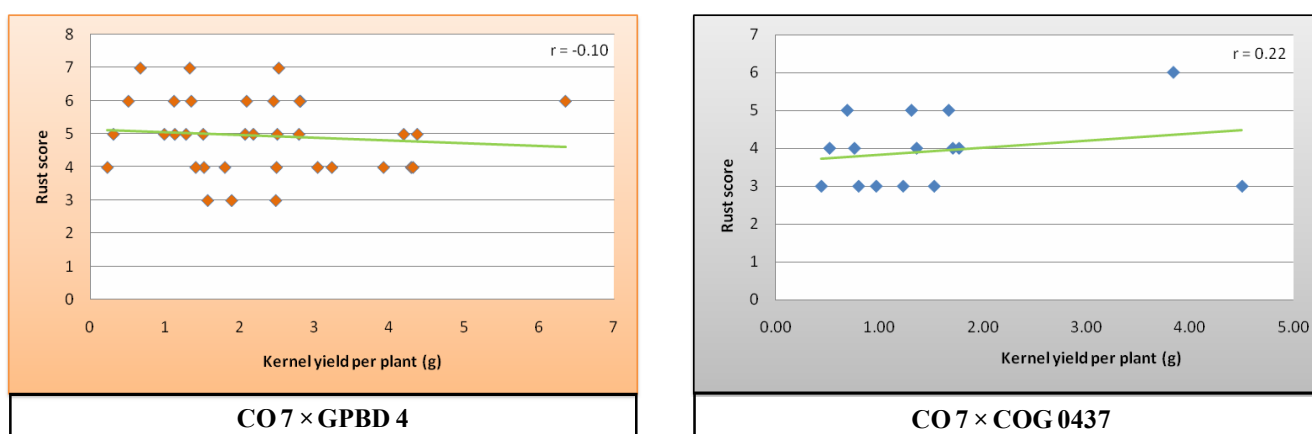 r = -0.10
Rust score
8
7
6
5
4
3
2
1
0
0 1 2 3 4 5 6 7
Kernel yield per plant (g)
CO 7 × GPBD 4
r = 0.22
Rust score
7
6
5
4
3
2
1
0
0.00 1.00 2.00 3.00 4.00 5.00
Kernel yield per plant (g)
CO 7 × COG 0437